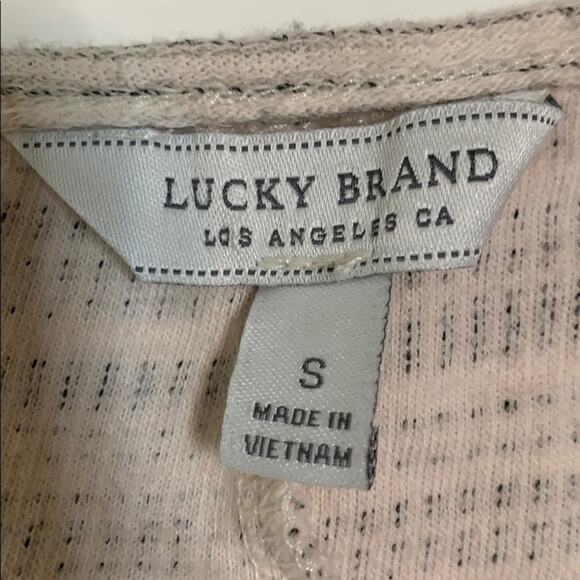 LUCKY BRAND
LOS ANGELES CA
S
MADE IN
VIETNAM